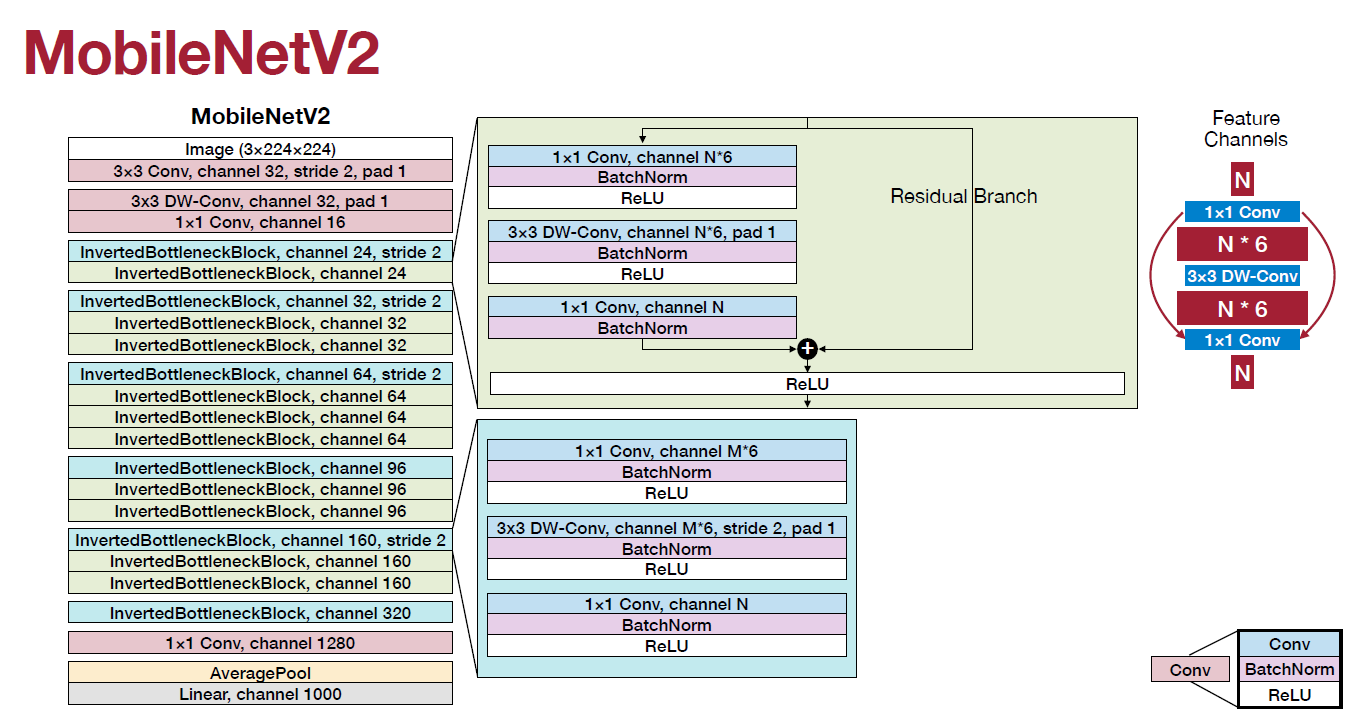 MobileNetV2
MobileNetV2
Image (3×224×224)
3×3 Conv, channel 32, stride 2, pad 1
3x3 DW-Conv, channel 32, pad 1
1×1 Conv, channel 16
InvertedBottleneckBlock, channel 24, stride 2
InvertedBottleneckBlock, channel 24
InvertedBottleneckBlock, channel 32, stride 2
InvertedBottleneckBlock, channel 32
InvertedBottleneckBlock, channel 32
InvertedBottleneckBlock, channel 64, stride 2
InvertedBottleneckBlock, channel 64
InvertedBottleneckBlock, channel 64
InvertedBottleneckBlock, channel 64
InvertedBottleneckBlock, channel 96
InvertedBottleneckBlock, channel 96
InvertedBottleneckBlock, channel 96
InvertedBottleneckBlock, channel 160, stride 2
InvertedBottleneckBlock, channel 160
InvertedBottleneckBlock, channel 160
InvertedBottleneckBlock, channel 320
1×1 Conv, channel 1280
AveragePool
Linear, channel 1000
1×1 Conv, channel N*6
BatchNorm
ReLU
3×3 DW-Conv, channel N*6, pad 1
BatchNorm
ReLU
1×1 Conv, channel N
BatchNorm
Residual Branch
+
ReLU
1×1 Conv, channel M*6
BatchNorm
ReLU
3x3 DW-Conv, channel M*6, stride 2, pad 1
BatchNorm
ReLU
1×1 Conv, channel N
BatchNorm
ReLU
Feature
Channels
N
1×1 Conv
N * 6
3×3 DW-Conv
N * 6
1×1 Conv
N
Conv
Conv
BatchNorm
ReLU